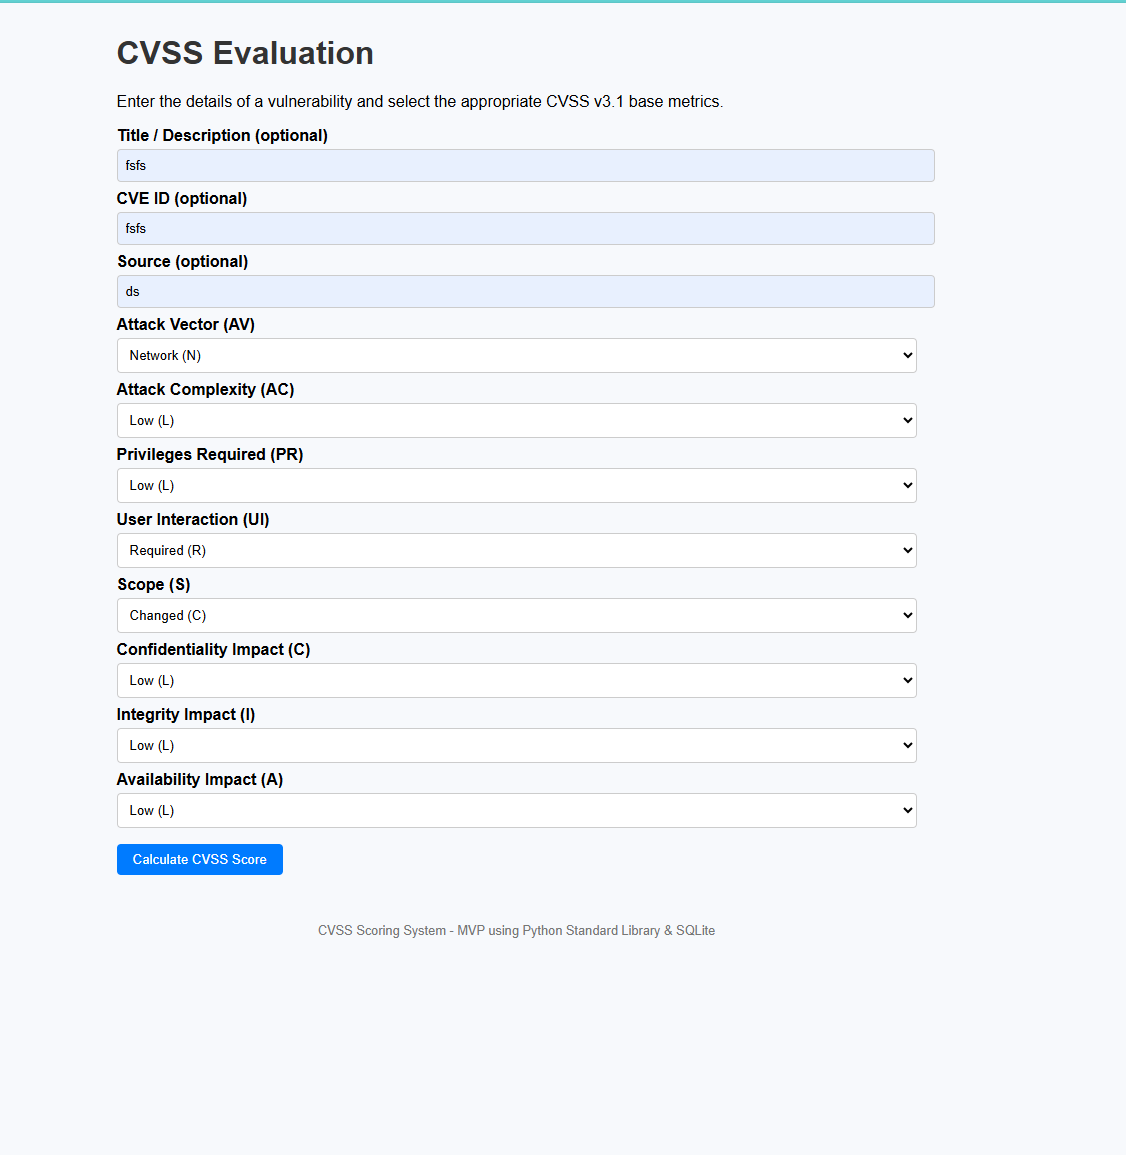 CVSS Evaluation
Enter the details of a vulnerability and select the appropriate CVSS v3.1 base metrics.
Title / Description (optional)
fsfs
CVE ID (optional)
fsfs
Source (optional)
ds
Attack Vector (AV)
Network (N)
Attack Complexity (AC)
Low (L)
Privileges Required (PR)
Low (L)
User Interaction (UI)
Required (R)
Scope (S)
Changed (C)
Confidentiality Impact (C)
Low (L)
Integrity Impact (I)
Low (L)
Availability Impact (A)
Low (L)
Calculate CVSS Score
CVSS Scoring System - MVP using Python Standard Library & SQLite